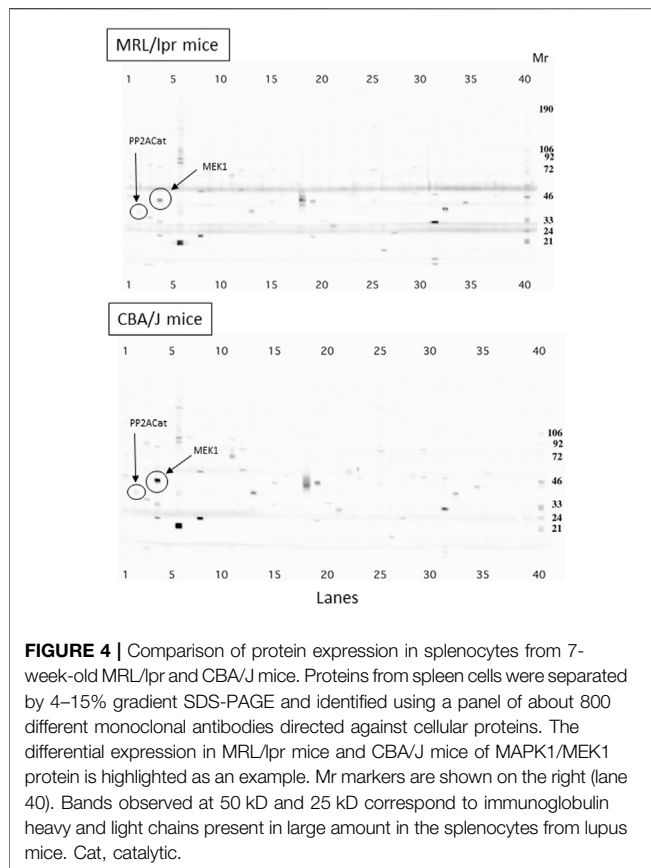 MRL/lpr mice
Mr
1 5 10 15 20 25 30 35 40
190
PP2ACat
106
92
MEK1
72
46
33
24
21
1 5 10 15 20 25 30 35 40
CBA/J mice
1 5 10 15 20 25 30 35 40
PP2ACat
106
92
MEK1
72
46
33
24
21
1 5 10 15 20 25 30 35 40
Lanes
FIGURE 4 | Comparison of protein expression in splenocytes from 7-
week-old MRL/lpr and CBA/J mice. Proteins from spleen cells were separated
by 4–15% gradient SDS-PAGE and identified using a panel of about 800
different monoclonal antibodies directed against cellular proteins. The
differential expression in MRL/lpr mice and CBA/J mice of MAPK1/MEK1
protein is highlighted as an example. Mr markers are shown on the right (lane
40). Bands observed at 50 kD and 25 kD correspond to immunoglobulin
heavy and light chains present in large amount in the splenocytes from lupus
mice. Cat, catalytic.